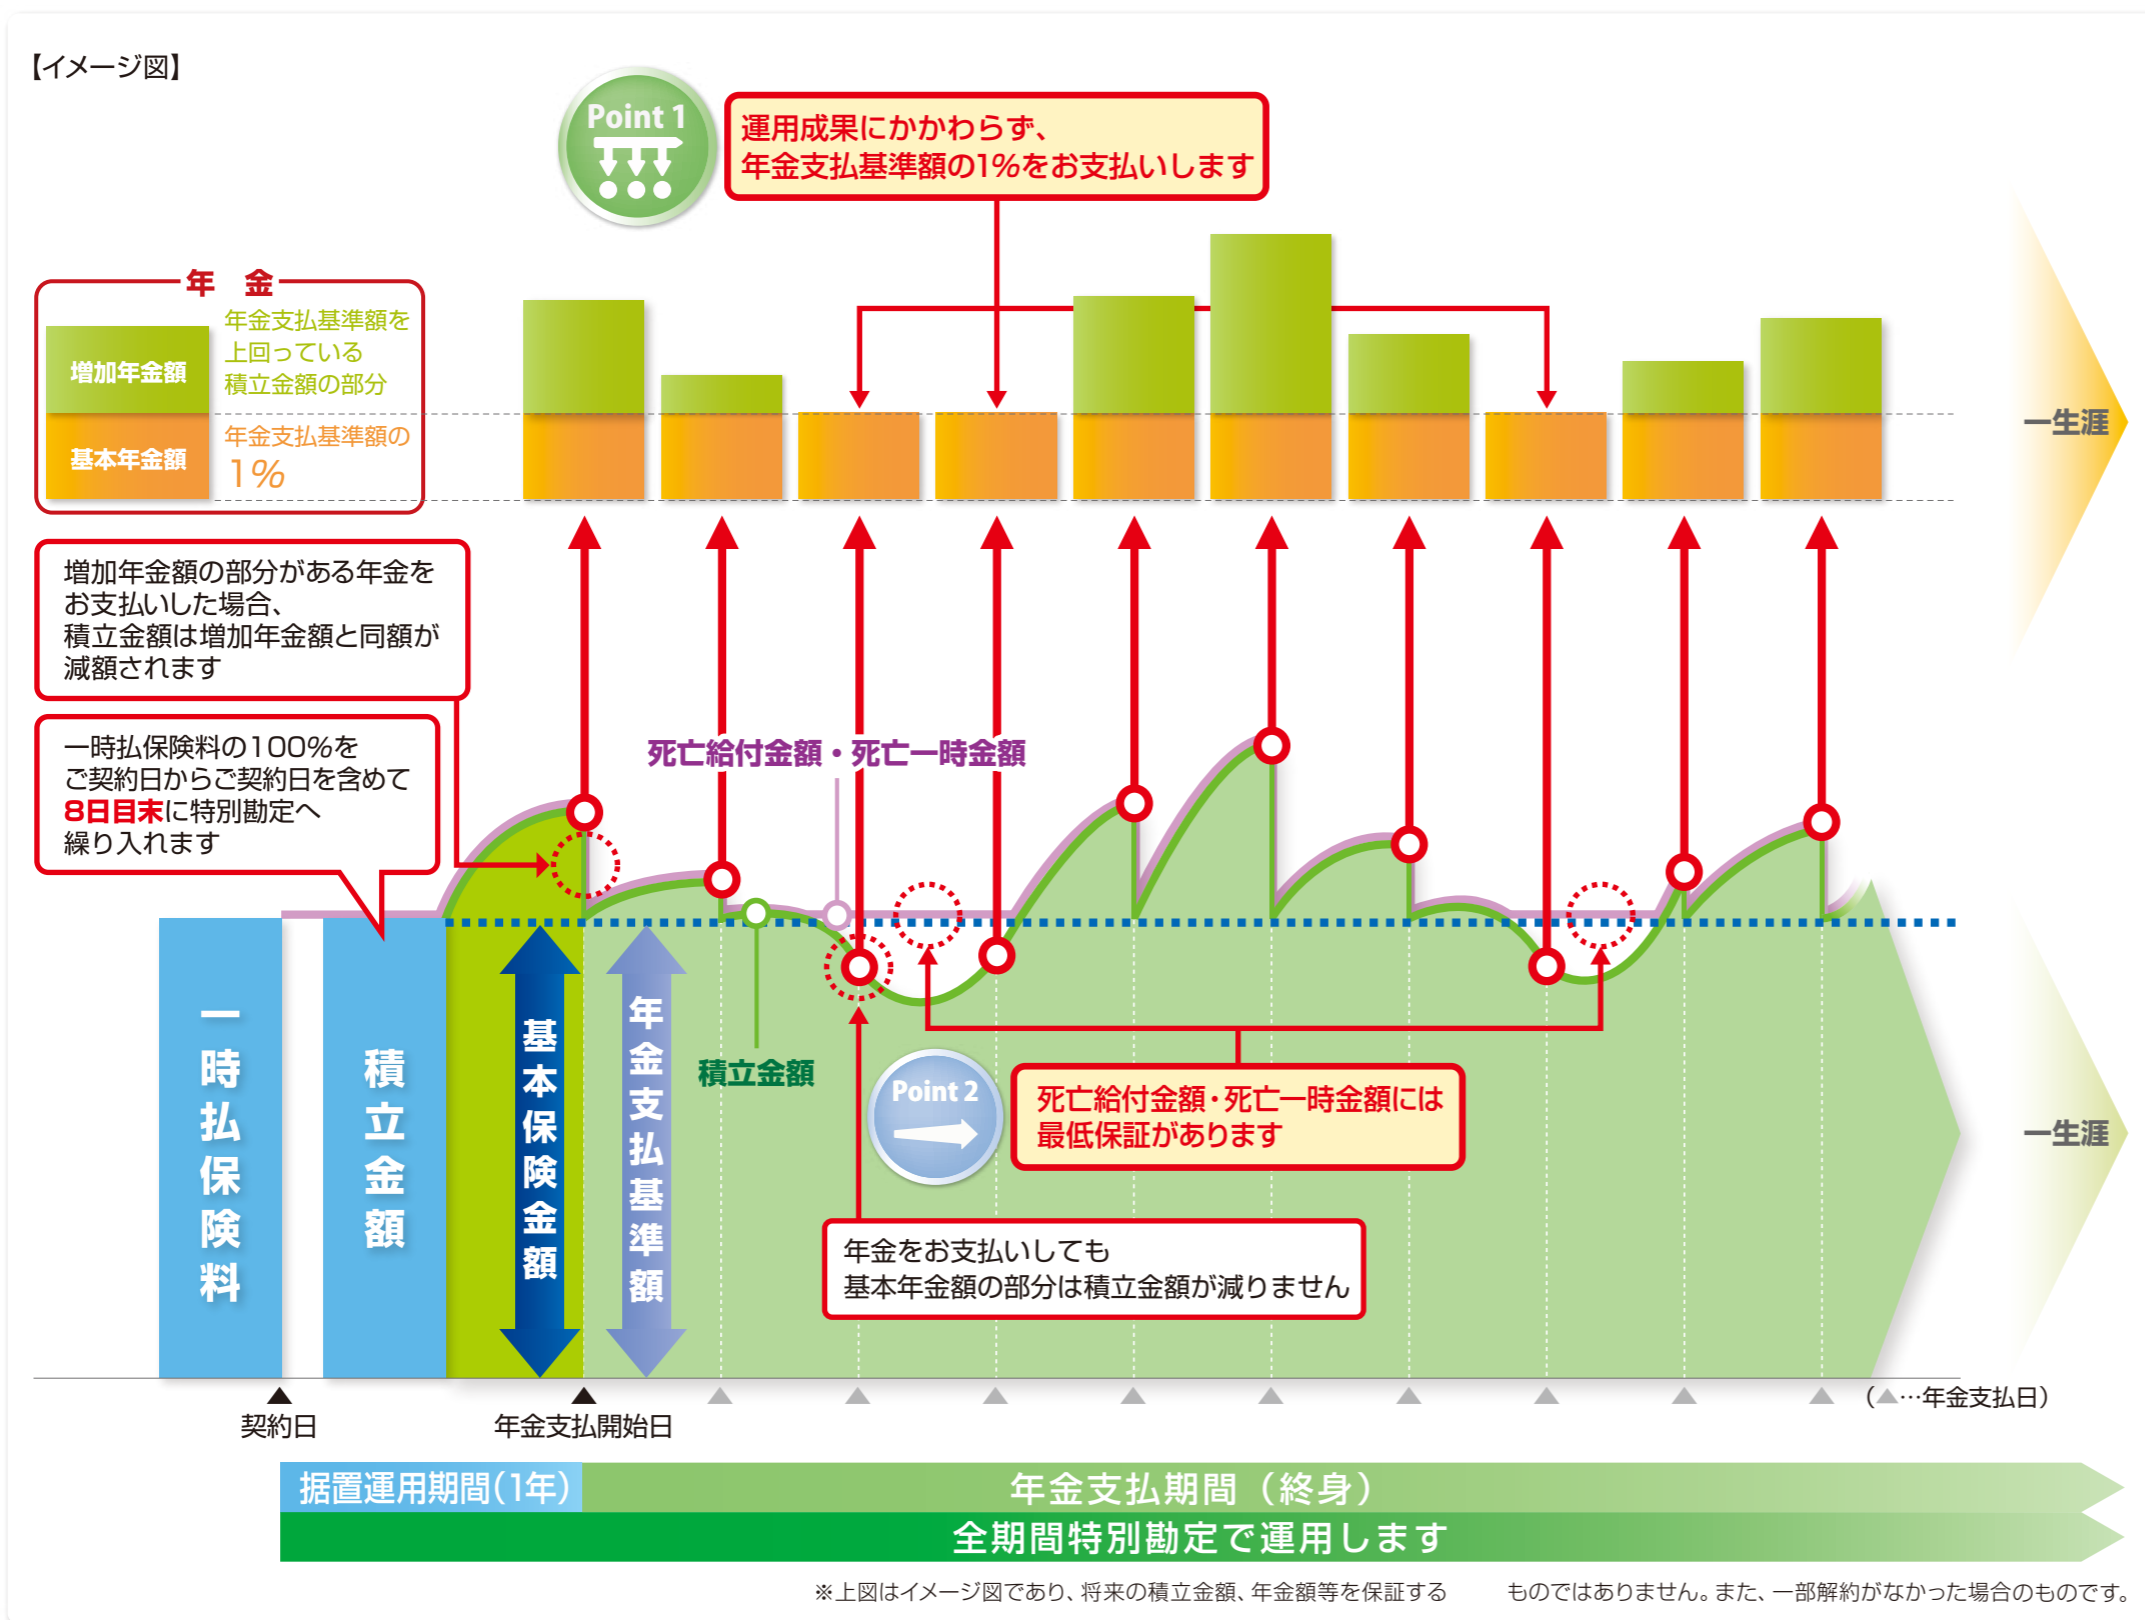 【イメージ図】
Point 1
運用成果にかかわらず、
年金支払基準額の1%をお支払いします
年 金
増加年金額
年金支払基準額を
上回っている
積立金額の部分
基本年金額
年金支払基準額の
1%
一生涯
増加年金額の部分がある年金を
お支払いした場合、
積立金額は増加年金額と同額が
減額されます
一時払保険料の100%を
ご契約日からご契約日を含めて
8日目末に特別勘定へ
繰り入れます
死亡給付金額・死亡一時金額
一時払保険料
積立金額
基本保険金額
年金支払基準額
積立金額
Point 2
死亡給付金額・死亡一時金額には
最低保証があります
一生涯
年金をお支払いしても
基本年金額の部分は積立金額が減りません
契約日
年金支払開始日
(▲…年金支払日)
据置運用期間(1年)
年金支払期間(終身)
全期間特別勘定で運用します
※上図はイメージ図であり、将来の積立金額、年金額等を保証する ものではありません。また、一部解約がなかった場合のものです。